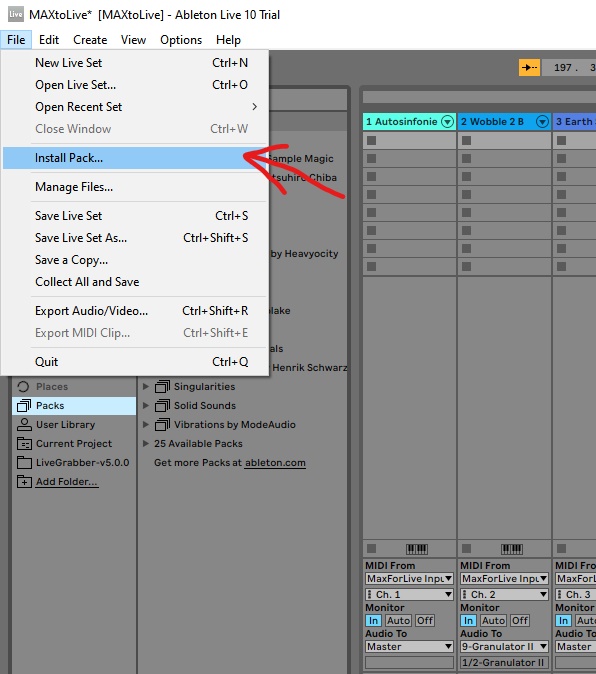 Live MAXtoLive* [MAXtoLive] - Ableton Live 10 Trial
File Edit Create View Options Help
New Live Set Ctrl+N
Open Live Set... Ctrl+O
Open Recent Set
Close Window Ctrl+W
Install Pack...
Manage Files...
Save Live Set Ctrl+S
Save Live Set As... Ctrl+Shift+S
Save a Copy...
Collect All and Save
Export Audio/Video... Ctrl+Shift+R
Export MIDI Clip... Ctrl+Shift+E
Quit Ctrl+Q
Magic
Chiba
by Heavyocity
Henrik Schwarz
Places
Packs
User Library
Current Project
LiveGrabber-v5.0.0
Add Folder...
Singularities
Solid Sounds
Vibrations by ModeAudio
25 Available Packs
Get more Packs at ableton.com
197 . 3
1 Autosinfonie 2 Wobble 2 B 3 Earth
MIDI From MIDI From MIDI Fro
MaxForLive Inpu MaxForLive Inpu MaxForL
Ch. 1 Ch. 2 Ch. 3
Monitor Monitor Monitor
In Auto Off In Auto Off In
Audio To Audio To Audio To
Master 9-Granulator II Master
1/2-Granulator II